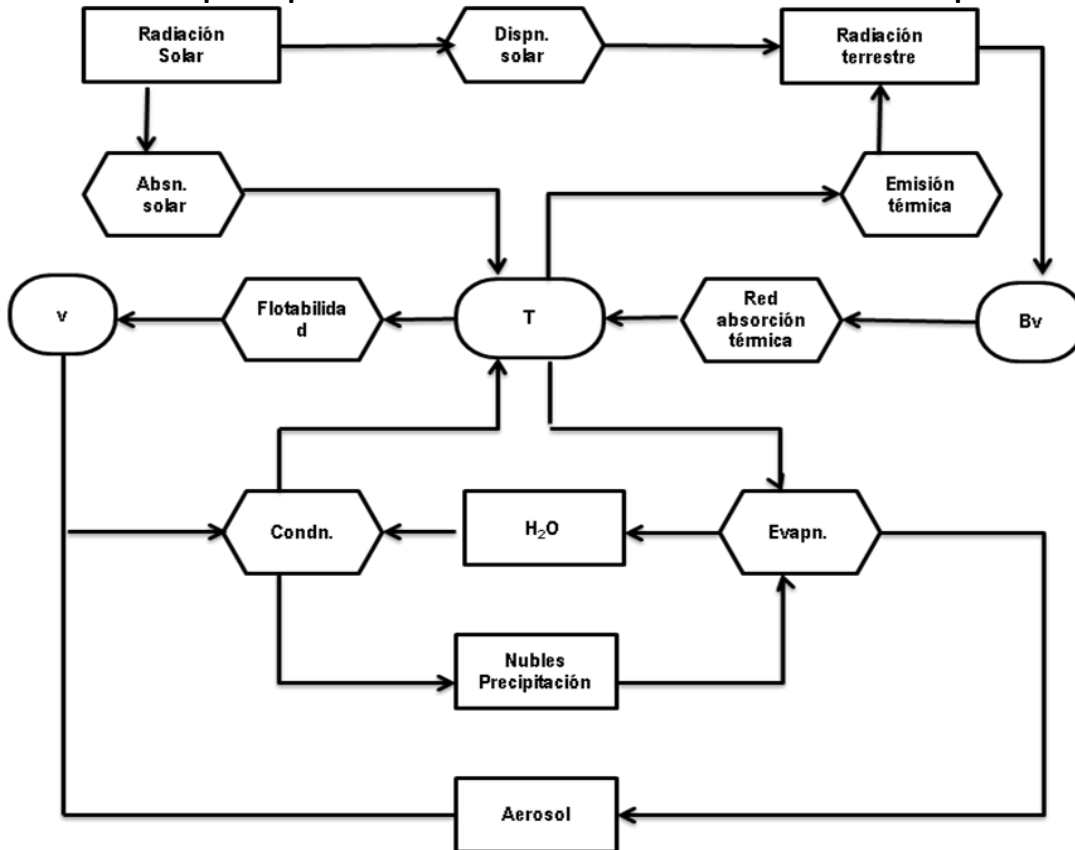 Radiación
Solar
Dispn.
solar
Radiación
terrestre
Absn.
solar
Emisión
térmica
v
Flotabilida
d
T
Red
absorción
térmica
Bv
Condn.
H₂O
Evapn.
Nubles
Precipitación
Aerosol